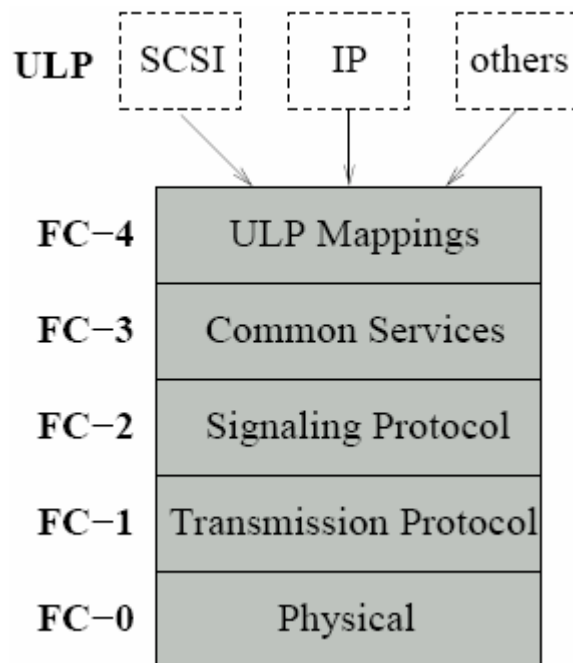 ULP SCSI IP others
FC−4 ULP Mappings
FC−3 Common Services
FC−2 Signaling Protocol
FC−1 Transmission Protocol
FC−0 Physical